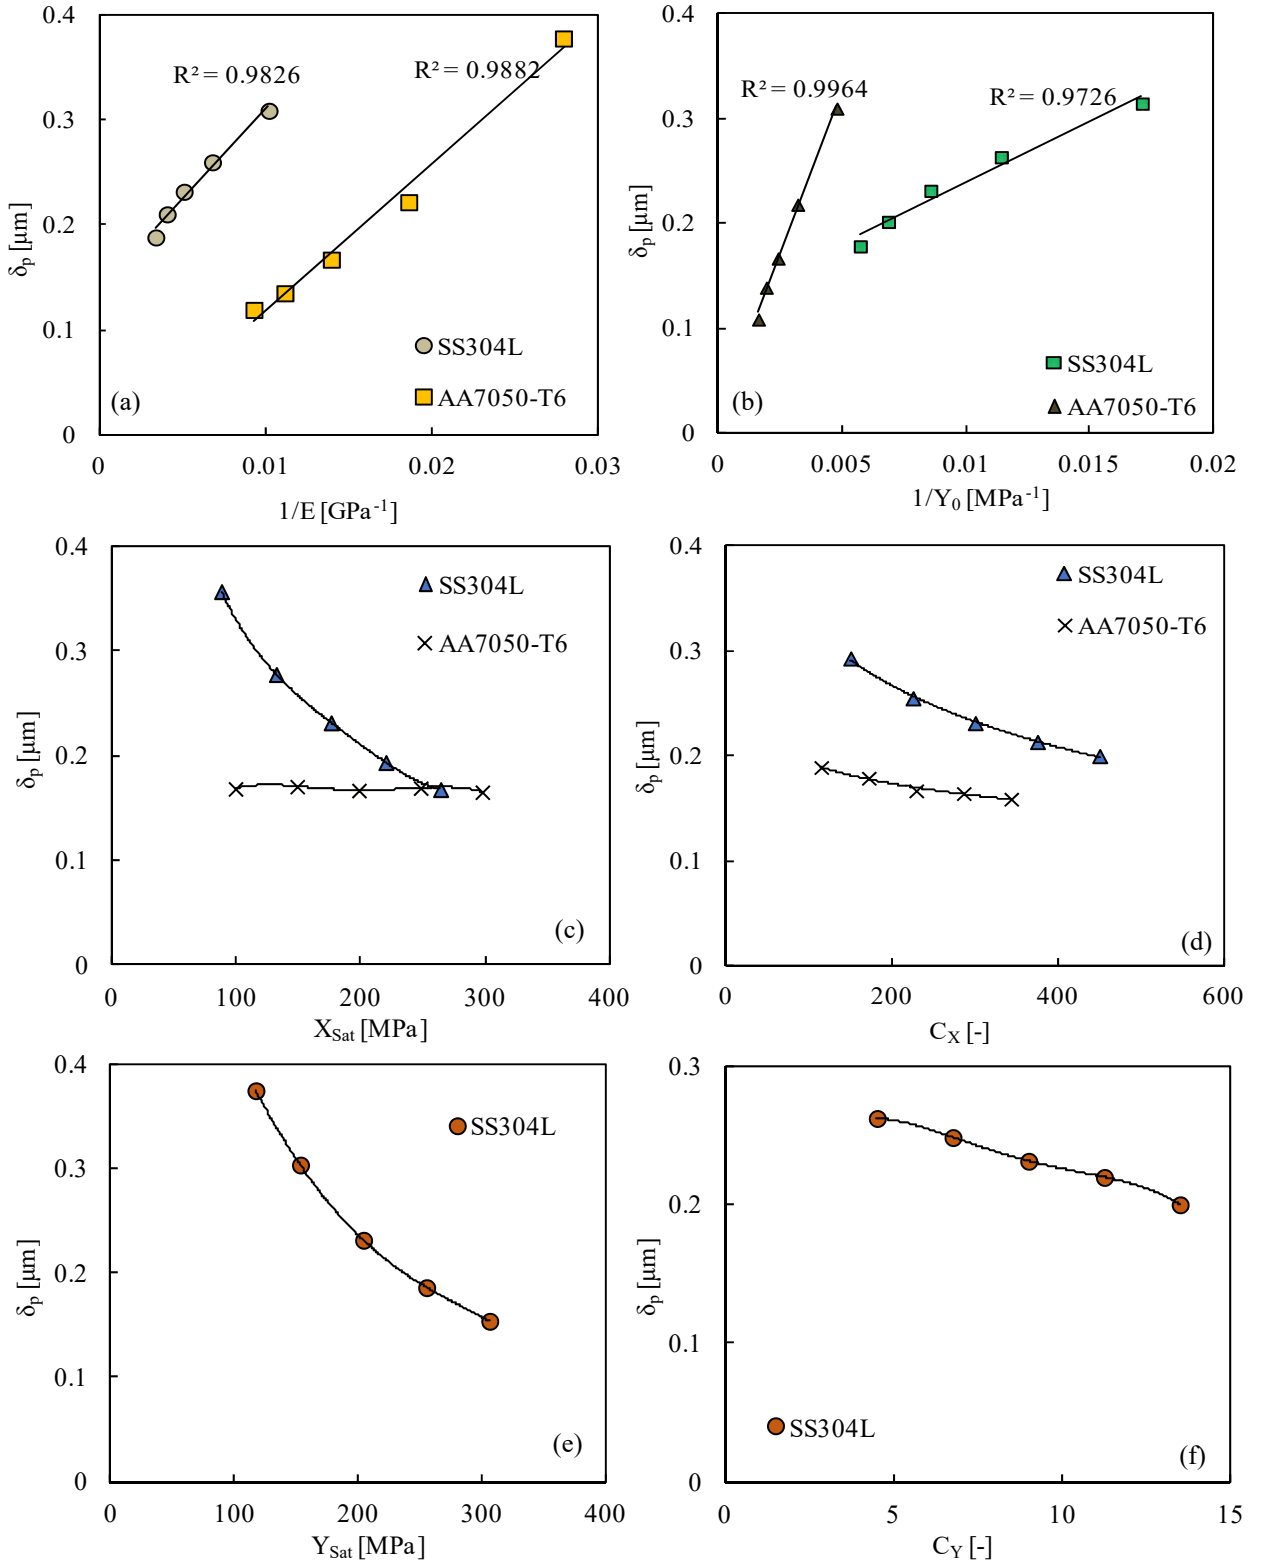 0.4
0.3
0.2
0.1
0
δp [μm]
R² = 0.9826
R² = 0.9882
SS304L
AA7050-T6
(a)
0 0.01 0.02 0.03
1/E [GPa-1]
0.4
0.3
0.2
0.1
0
δp [μm]
R² = 0.9964
R² = 0.9726
SS304L
AA7050-T6
(b)
0 0.005 0.01 0.015 0.02
1/Y0 [MPa-1]
0.4
0.3
0.2
0.1
0
δp [μm]
SS304L
AA7050-T6
(c)
0 100 200 300 400
XSat [MPa]
0.4
0.3
0.2
0.1
0
δp [μm]
SS304L
AA7050-T6
(d)
0 200 400 600
CX [-]
0.4
0.3
0.2
0.1
0
δp [μm]
SS304L
(e)
0 100 200 300 400
YSat [MPa]
0.3
0.2
0.1
0
δp [μm]
SS304L
(f)
0 5 10 15
CY [-]